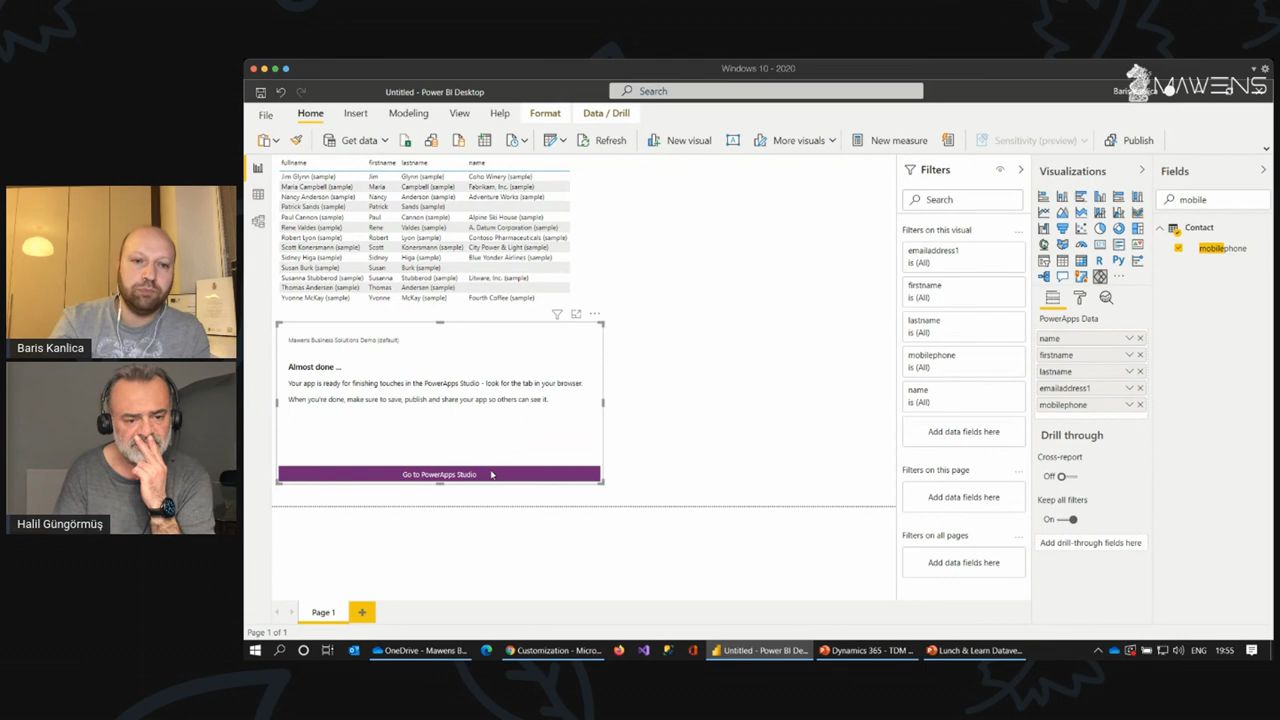 Windows 10 - 2020
MAWENS
Untitled - Power BI Desktop
Search
Baris Kanlica
File
Home
Insert
Modeling
View
Help
Format
Data / Drill
Get data
Refresh
New visual
More visuals
New measure
Sensitivity (preview)
Publish
fullname firstname lastname name
Jim Glynn (sample) Jim Glynn (sample) Coho Winery (sample)
Maria Campbell (sample) Maria Campbell (sample) Fabrikam, Inc. (sample)
Nancy Anderson (sample) Nancy Anderson (sample) Adventure Works (sample)
Patrick Sands (sample) Patrick Sands (sample)
Paul Cannon (sample) Paul Cannon (sample) Alpine Ski House (sample)
Rene Valdes (sample) Rene Valdes (sample) A. Datum Corporation (sample)
Robert Lyon (sample) Robert Lyon (sample) Contoso Pharmaceuticals (sample)
Scott Konersmann (sample) Scott Konersmann (sample) City Power & Light (sample)
Sidney Higa (sample) Sidney Higa (sample) Blue Yonder Airlines (sample)
Susan Burk (sample) Susan Burk (sample)
Susanna Stubberod (sample) Susanna Stubberod (sample) Litware, Inc. (sample)
Thomas Andersen (sample) Thomas Andersen (sample)
Yvonne McKay (sample) Yvonne McKay (sample) Fourth Coffee (sample)
Mawens Business Solutions Demo (default)
Almost done ...
Your app is ready for finishing touches in the PowerApps Studio - look for the tab in your browser.
When you're done, make sure to save, publish and share your app so others can see it.
Go to PowerApps Studio
Filters
Search
Filters on this visual
emailaddress1
is (All)
firstname
is (All)
lastname
is (All)
mobilephone
is (All)
name
is (All)
Add data fields here
Filters on this page
Add data fields here
Filters on all pages
Add data fields here
Visualizations
R Py
PowerApps Data
name
firstname
lastname
emailaddress1
mobilephone
Drill through
Cross-report
Off
Keep all filters
On
Add drill-through fields here
Fields
mobile
Contact
mobilephone
Baris Kanlica
Halil Güngörmüş
Page 1
Page 1 of 1
OneDrive - Mawens B...
Customization - Micro...
Untitled - Power BI De...
Dynamics 365 - TDM ...
Lunch & Learn Datave...
ENG
19:55